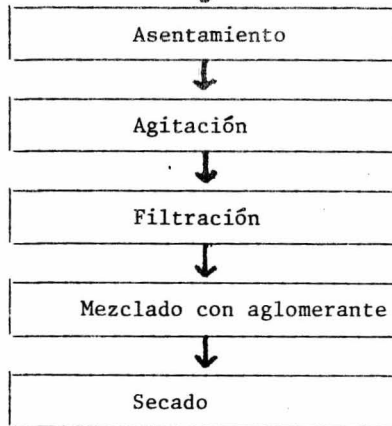 Asentamiento
Agitación
Filtración
Mezclado con aglomerante
Secado